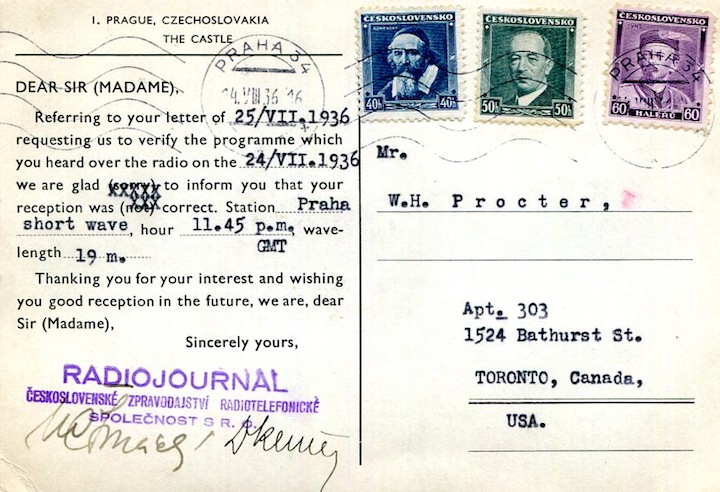 I. PRAGUE, CZECHOSLOVAKIA
THE CASTLE
DEAR SIR (MADAME),
Referring to your letter of 25/VII.1936
requesting us to verify the programme which
you heard over the radio on the 24/VII.1936
we are glad (sorry) to inform you that your
reception was (not) correct. Station Praha
short wave, hour 11.45 p.m, wave-
GMT
length 19 m.
Thanking you for your interest and wishing
you good reception in the future, we are, dear
Sir (Madame),
Sincerely yours,
RADIOJOURNAL
ČESKOSLOVENSKÉ ZPRAVODAJSTVÍ RADIOTELEFONICKÉ
SPOLEČNOST S R. O.
PRAHA 34
VIII 36
ČESKOSLOVENSKO
40h 40h
ČESKOSLOVENSKO
50h 50h
ČESKOSLOVENSKO
60 HALÉŘŮ 60
PRAHA 34
Mr.
W.H. Procter,
Apt. 303
1524 Bathurst St.
TORONTO, Canada,
USA.